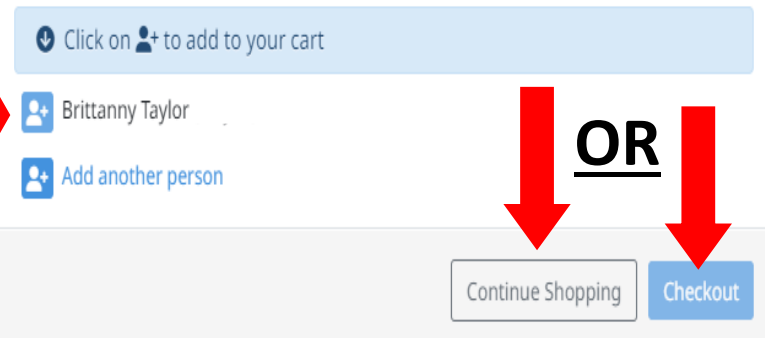 Click on + to add to your cart
Brittanny Taylor
OR
Add another person
Continue Shopping
Checkout